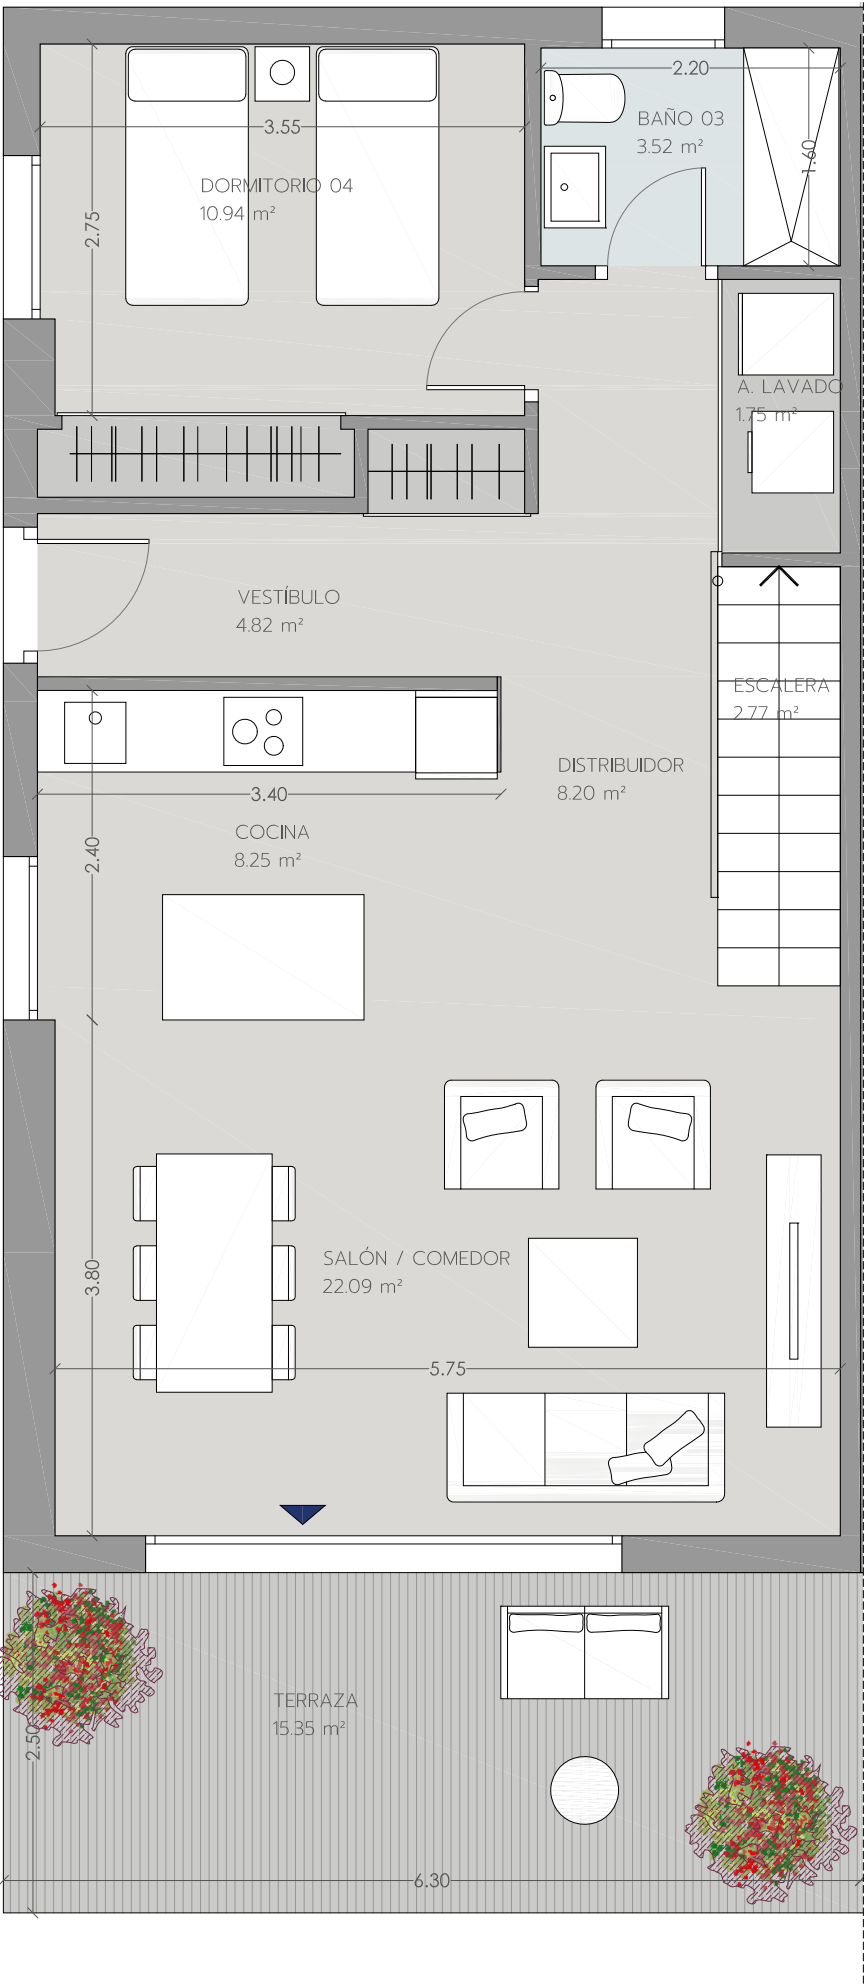 2.20
BAÑO 03
3.52 m²
1.60
3.55
DORMITORIO 04
10.94 m²
2.75
A. LAVADO
1.75 m²
VESTÍBULO
4.82 m²
ESCALERA
2.77 m²
DISTRIBUIDOR
8.20 m²
3.40
COCINA
8.25 m²
2.40
SALÓN / COMEDOR
22.09 m²
3.80
5.75
TERRAZA
15.35 m²
2.50
6.30